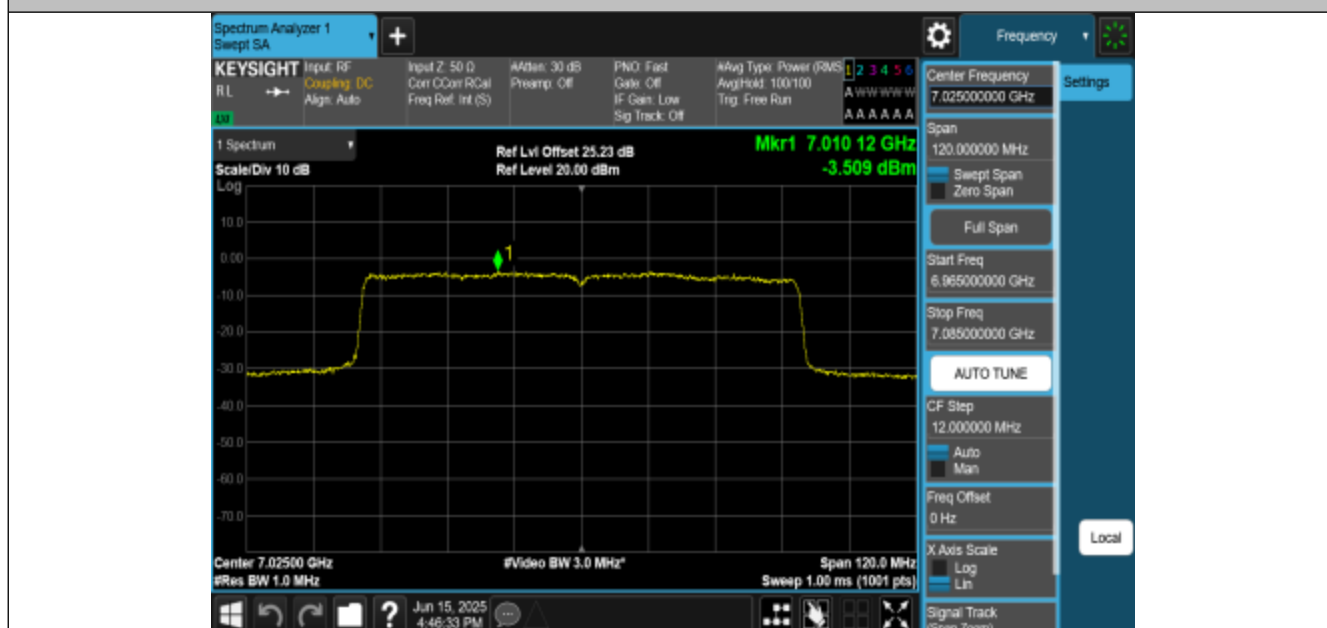 Spectrum Analyzer 1
Swept SA
+
Frequency
KEYSIGHT
RL
Input: RF
Coupling: DC
Align: Auto
Input Z: 50 Ω
Corr CCorr RCal
Freq Ref: Int (S)
#Atten: 30 dB
Preamp: Off
PNO: Fast
Gate: Off
IF Gain: Low
Sig Track: Off
#Avg Type: Power (RMS
Avg|Hold: 100/100
Trig: Free Run
1 2 3 4 5 6
A W W W W W
A A A A A A
1 Spectrum
Scale/Div 10 dB
Ref Lvl Offset 25.23 dB
Ref Level 20.00 dBm
Mkr1 7.010 12 GHz
-3.509 dBm
Log
10.0
0.00
-10.0
-20.0
-30.0
-40.0
-50.0
-60.0
-70.0
1
Center 7.02500 GHz
#Res BW 1.0 MHz
#Video BW 3.0 MHz*
Span 120.0 MHz
Sweep 1.00 ms (1001 pts)
?
Jun 15, 2025
4:46:33 PM
Center Frequency
7.025000000 GHz
Settings
Span
120.000000 MHz
Swept Span
Zero Span
Full Span
Start Freq
6.965000000 GHz
Stop Freq
7.085000000 GHz
AUTO TUNE
CF Step
12.000000 MHz
Auto
Man
Freq Offset
0 Hz
X Axis Scale
Log
Lin
Local
Signal Track